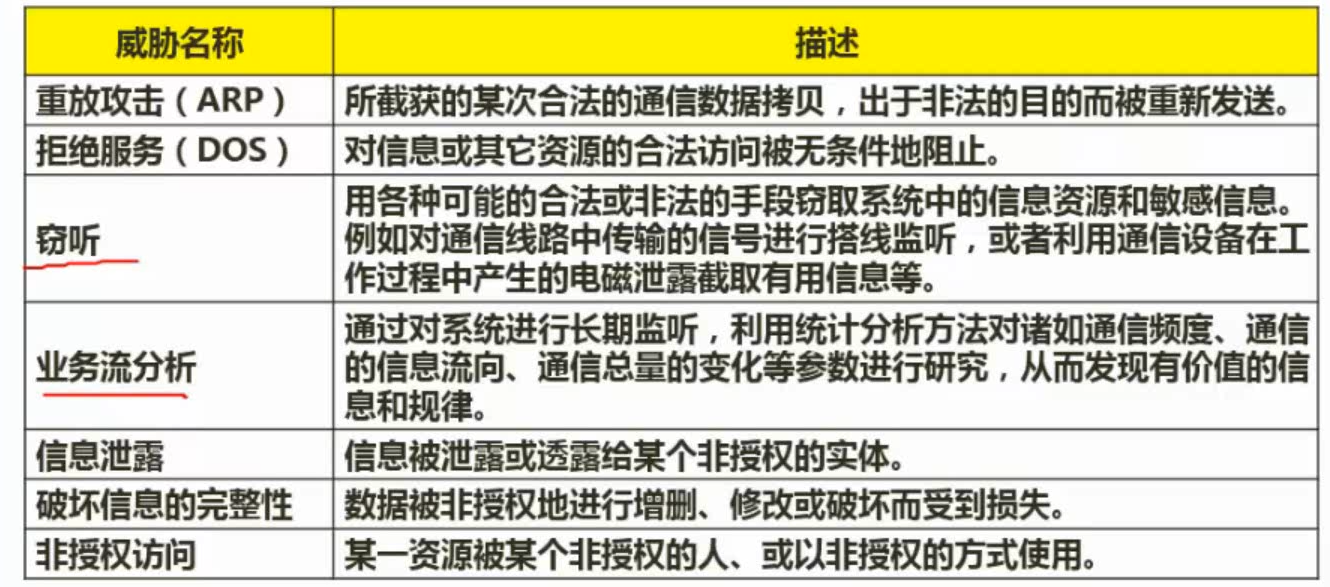 威胁名称
描述
重放攻击（ARP）
所截获的某次合法的通信数据拷贝，出于非法的目的而被重新发送。
拒绝服务（DOS）
对信息或其它资源的合法访问被无条件地阻止。
窃听
用各种可能的合法或非法的手段窃取系统中的信息资源和敏感信息。
例如对通信线路中传输的信号进行搭线监听，或者利用通信设备在工
作过程中产生的电磁泄露截取有用信息等。
业务流分析
通过对系统进行长期监听，利用统计分析方法对诸如通信频度、通信
的信息流向、通信总量的变化等参数进行研究，从而发现有价值的信
息和规律。
信息泄露
信息被泄露或透露给某个非授权的实体。
破坏信息的完整性
数据被非授权地进行增删、修改或破坏而受到损失。
非授权访问
某一资源被某个非授权的人、或以非授权的方式使用。